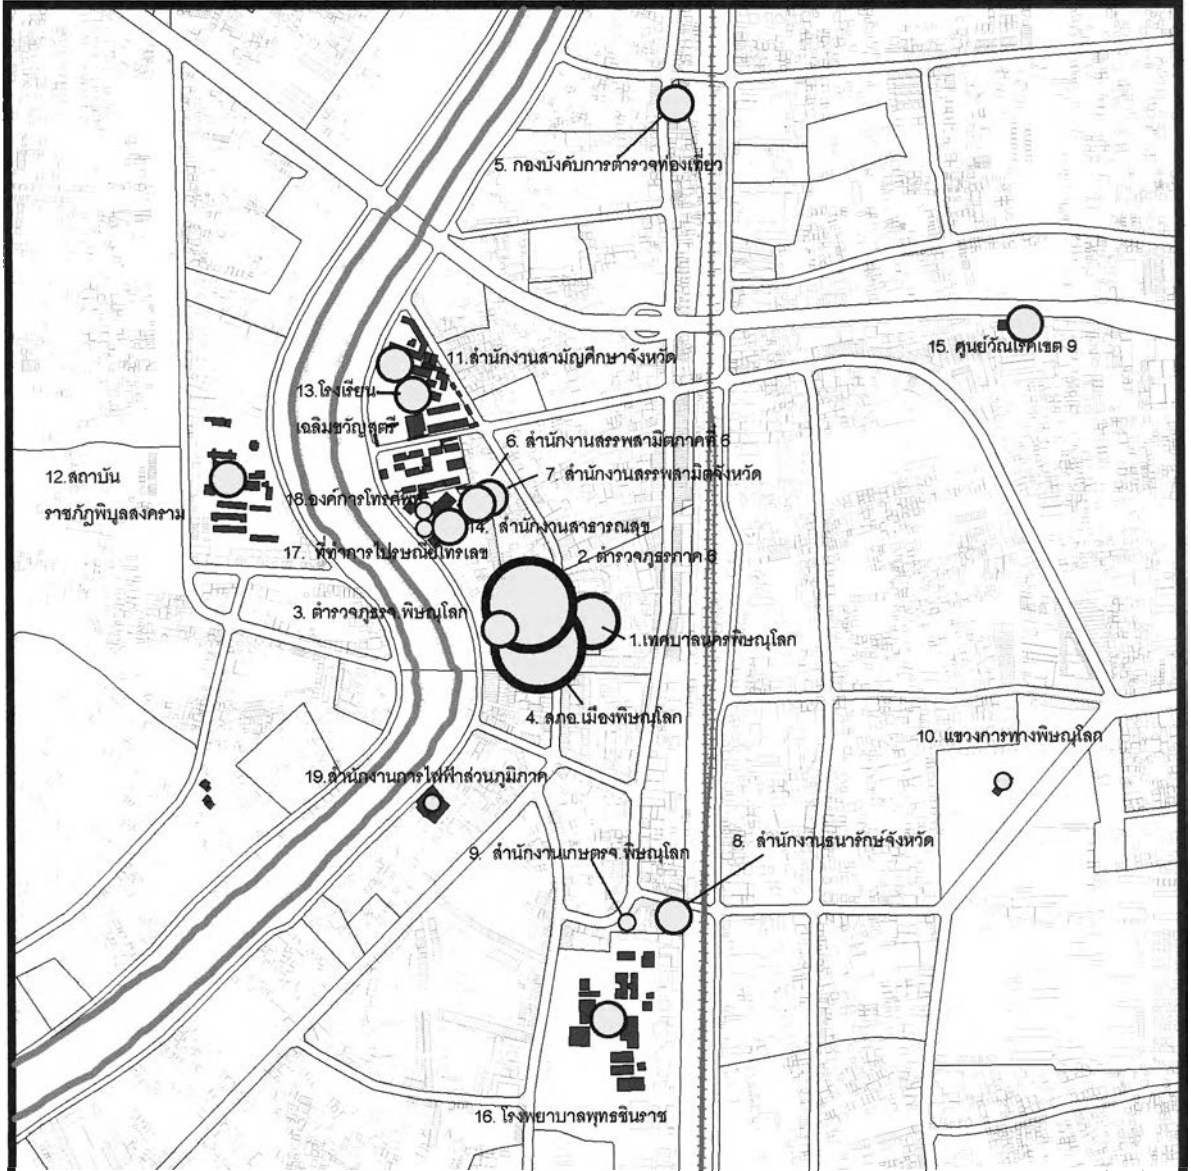 5. กองบังคับการตำรวจท่องเที่ยว
15. ศูนย์วัณโรคเขต 9
11.สำนักงานสามัญศึกษาจังหวัด
13.โรงเรียน
เฉลิมขวัญสตรี
6. สำนักงานสรรพสามิตภาคที่ 6
7. สำนักงานสรรพสามิตจังหวัด
12.สถาบัน
ราชภัฏพิบูลสงคราม
18.องค์การโทรศัพท์
14. สำนักงานสาธารณสุข
17. ที่ทำการไปรษณีย์โทรเลข
2. ตำรวจภูธรภาค 6
3. ตำรวจภูธรจ.พิษณุโลก
1.เทศบาลนครพิษณุโลก
4. สภอ.เมืองพิษณุโลก
10. แขวงการทางพิษณุโลก
19.สำนักงานการไฟฟ้าส่วนภูมิภาค
8. สำนักงานธนารักษ์จังหวัด
9. สำนักงานเกษตรจ.พิษณุโลก
16. โรงพยาบาลพุทธชินราช